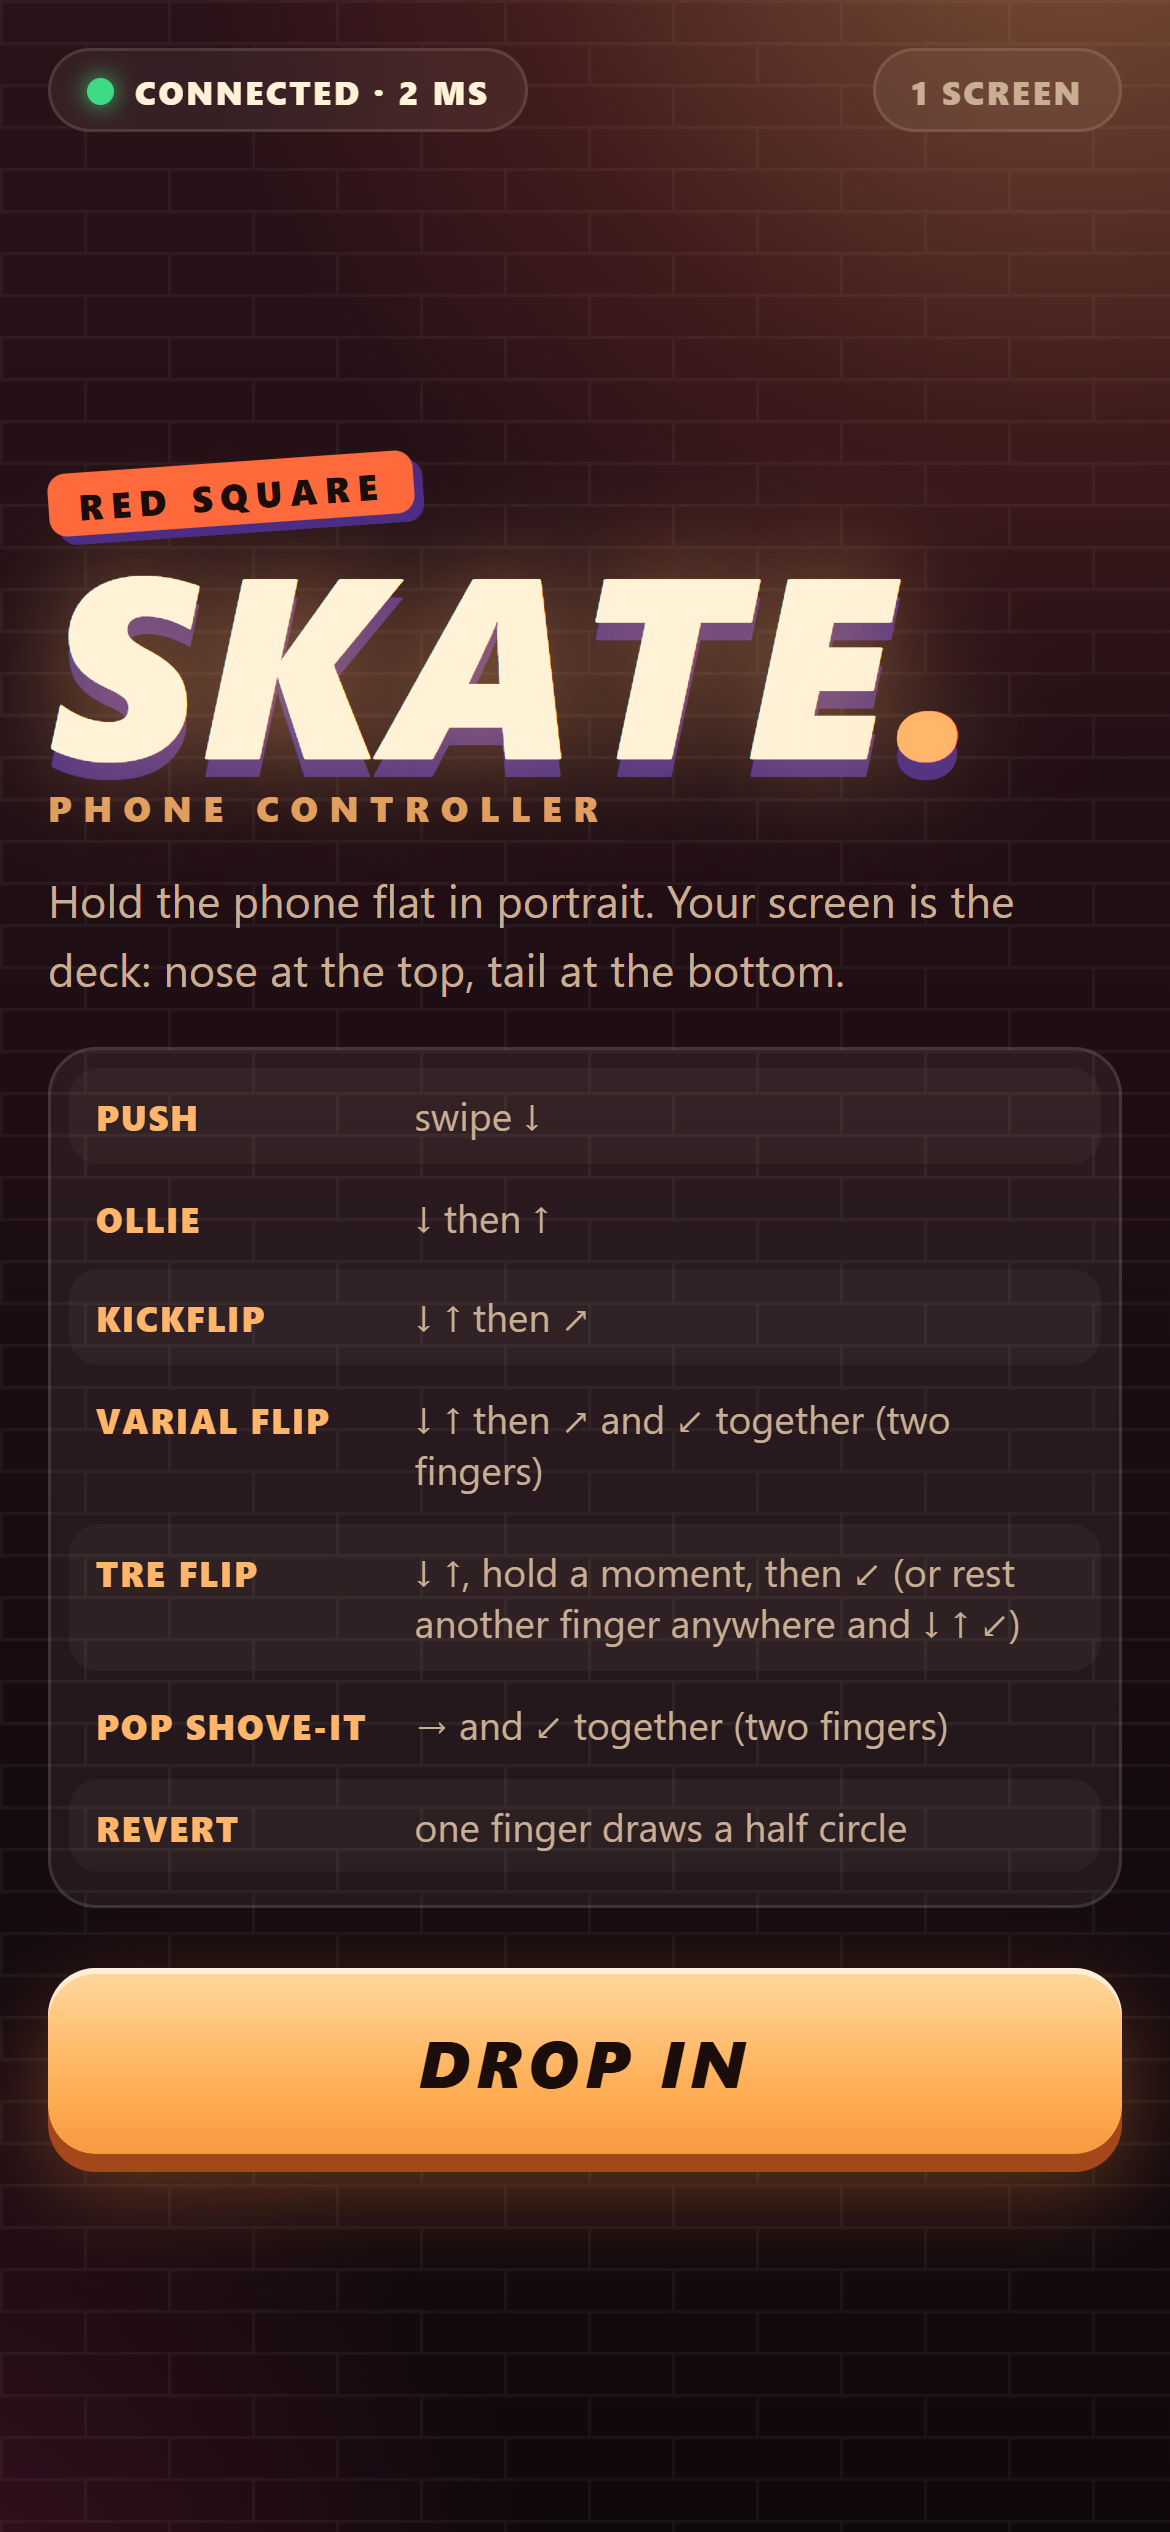 CONNECTED · 2 MS
1 SCREEN
RED SQUARE
SKATE.
PHONE CONTROLLER
Hold the phone flat in portrait. Your screen is the
deck: nose at the top, tail at the bottom.
PUSH swipe ↓
OLLIE ↓ then ↑
KICKFLIP ↓ ↑ then ↗
VARIAL FLIP ↓ ↑ then ↗ and ↙ together (two
fingers)
TRE FLIP ↓ ↑, hold a moment, then ↙ (or rest
another finger anywhere and ↓ ↑ ↙)
POP SHOVE-IT → and ↙ together (two fingers)
REVERT one finger draws a half circle
DROP IN